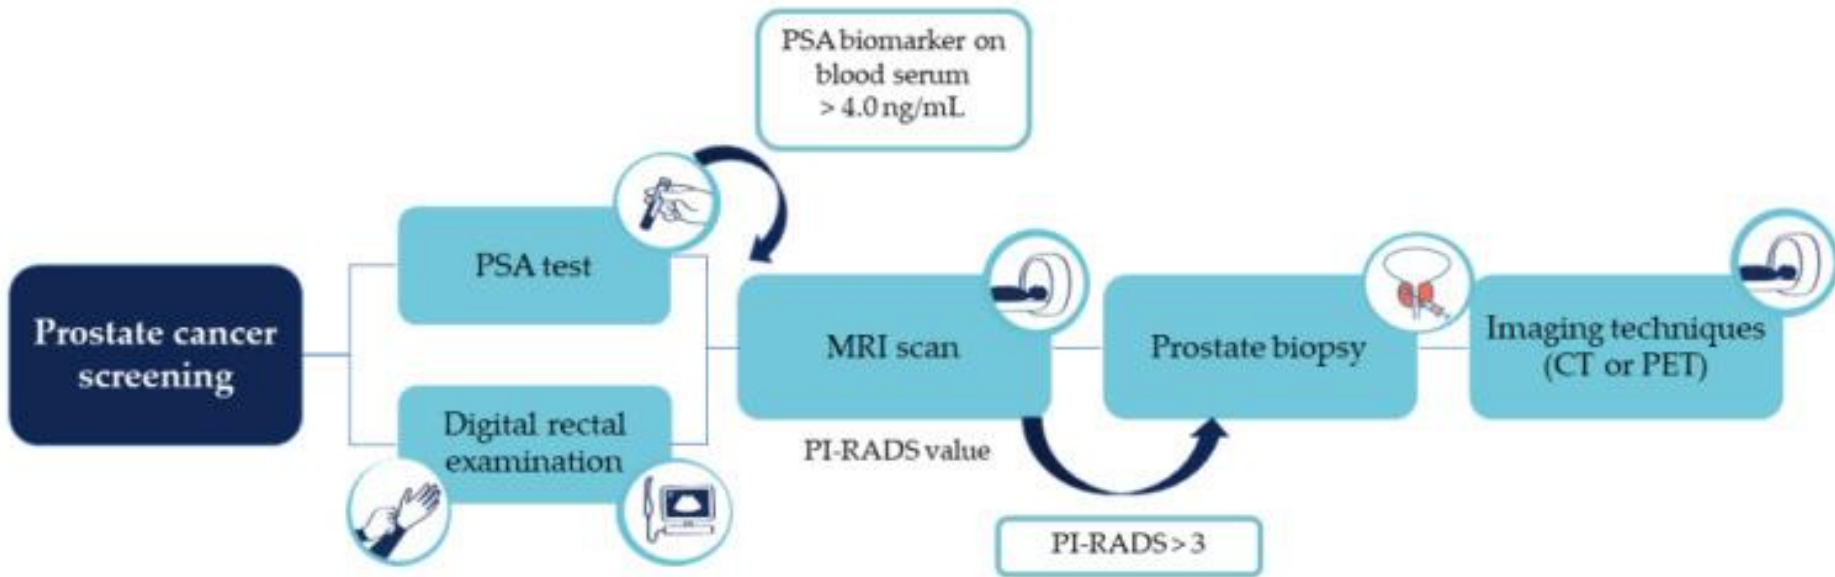 PSA biomarker on
blood serum
> 4.0 ng/mL
PSA test
Prostate cancer
screening
Digital rectal
examination
MRI scan
PI-RADS value
PI-RADS > 3
Prostate biopsy
Imaging techniques
(CT or PET)